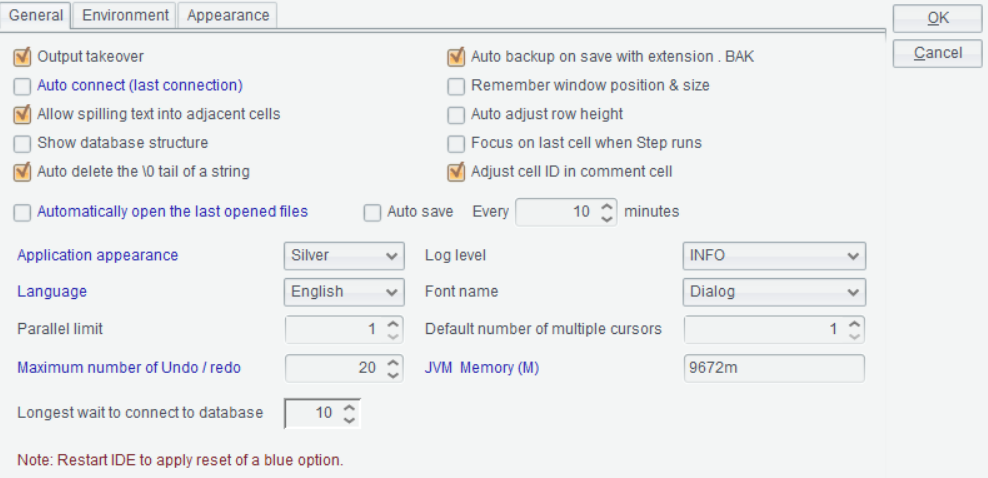 General Environment Appearance
OK
Cancel
Output takeover Auto backup on save with extension . BAK
Auto connect (last connection) Remember window position & size
Allow spilling text into adjacent cells Auto adjust row height
Show database structure Focus on last cell when Step runs
Auto delete the \0 tail of a string Adjust cell ID in comment cell
Automatically open the last opened files Auto save Every 10 minutes
Application appearance Silver Log level INFO
Language English Font name Dialog
Parallel limit 1 Default number of multiple cursors 1
Maximum number of Undo / redo 20 JVM Memory (M) 9672m
Longest wait to connect to database 10
Note: Restart IDE to apply reset of a blue option.